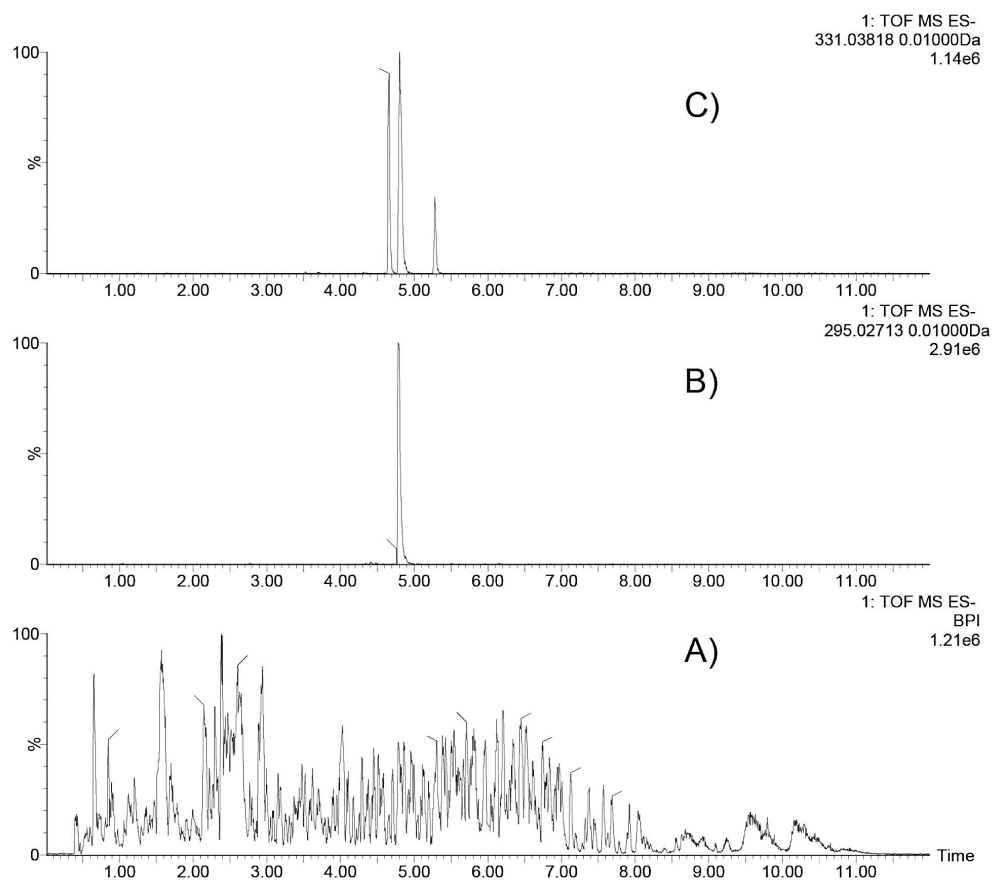 1: TOF MS ES-
331.03818 0.01000Da
1.14e6
100
C)
%
0
1.00 2.00 3.00 4.00 5.00 6.00 7.00 8.00 9.00 10.00 11.00
1: TOF MS ES-
295.02713 0.01000Da
2.91e6
100
B)
%
0
1.00 2.00 3.00 4.00 5.00 6.00 7.00 8.00 9.00 10.00 11.00
1: TOF MS ES-
BPI
1.21e6
100
A)
%
0
Time
1.00 2.00 3.00 4.00 5.00 6.00 7.00 8.00 9.00 10.00 11.00